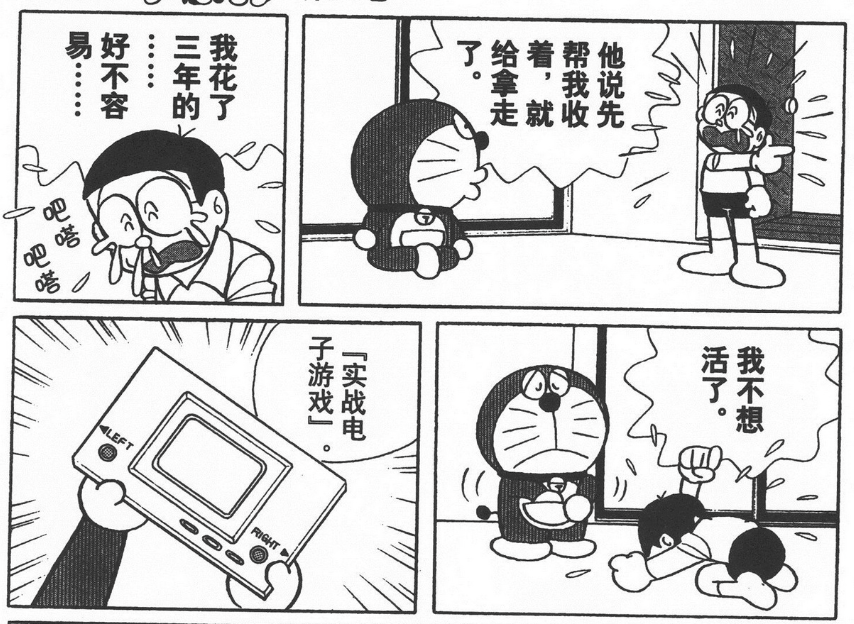 他说先
帮我收
着，就
给拿走
了。
我花了
三年的
……
好不容
易……
吧嗒
吧嗒
我不想
活了。
『实战电
子游戏』。
◀LEFT
RIGHT▶